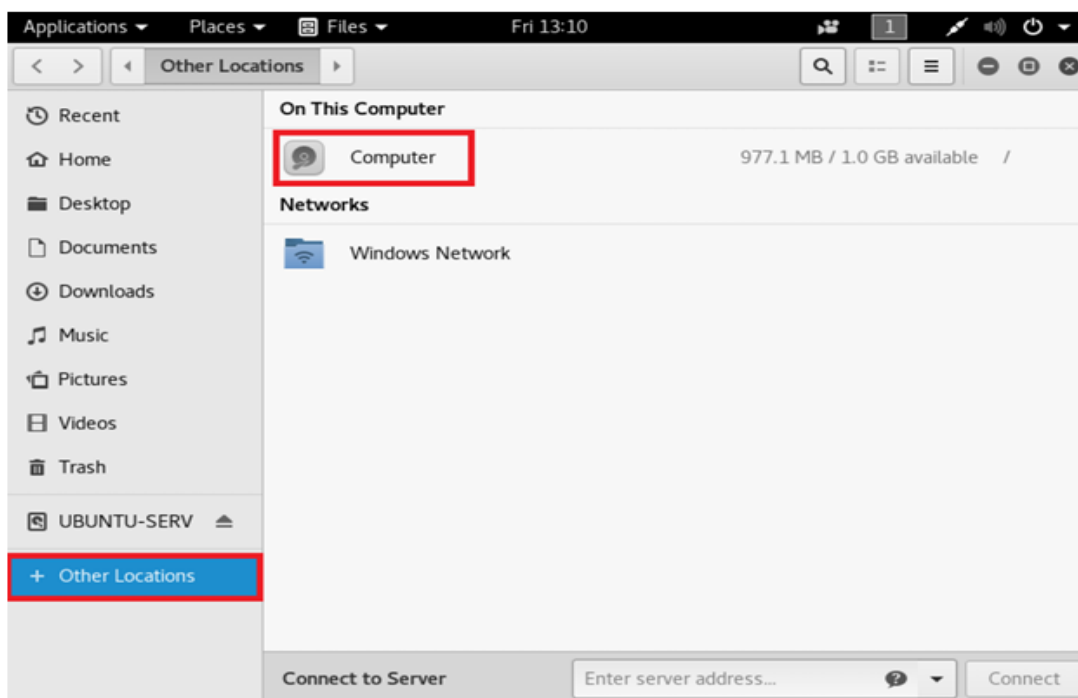 Applications Places Files Fri 13:10 1
Other Locations
Recent
Home
Desktop
Documents
Downloads
Music
Pictures
Videos
Trash
UBUNTU-SERV
+ Other Locations
On This Computer
Computer 977.1 MB / 1.0 GB available /
Networks
Windows Network
Connect to Server Enter server address... Connect